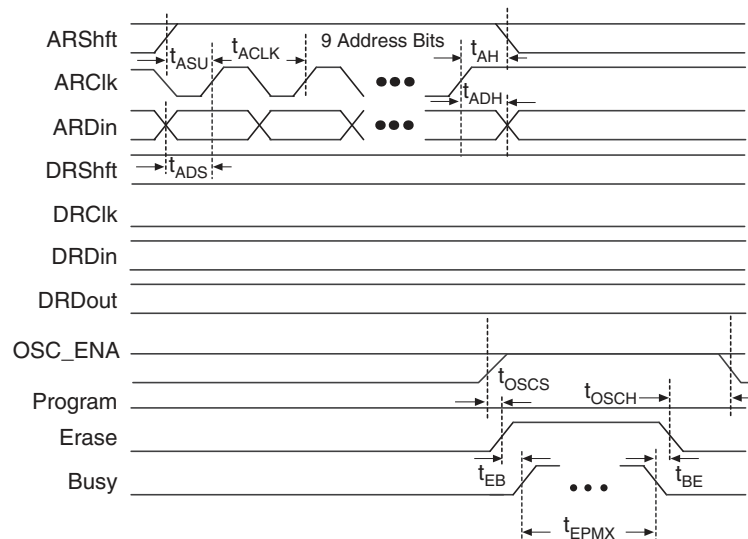 ARShft
9 Address Bits
tASU
tACLK
tAH
ARClk
tADH
ARDin
tADS
DRShft
DRClk
DRDin
DRDout
OSC_ENA
tOSCS
tOSCH
Program
Erase
tEB
tBE
Busy
tEPMX